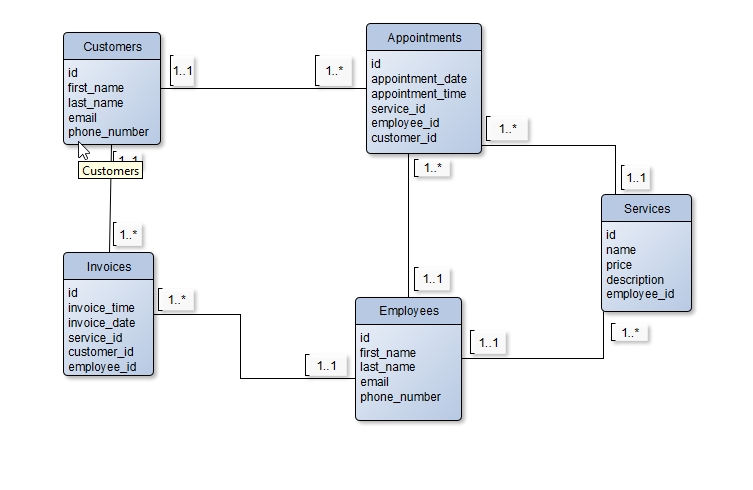 Customers
id
first_name
last_name
email
phone_number
1..1
1..*
Appointments
id
appointment_date
appointment_time
service_id
employee_id
customer_id
1..*
1..1
1..*
Customers
1..*
1..1
Services
id
name
price
description
employee_id
Invoices
id
invoice_time
invoice_date
service_id
customer_id
employee_id
1..*
1..1
1..1
Employees
id
first_name
last_name
email
phone_number
1..1
1..*